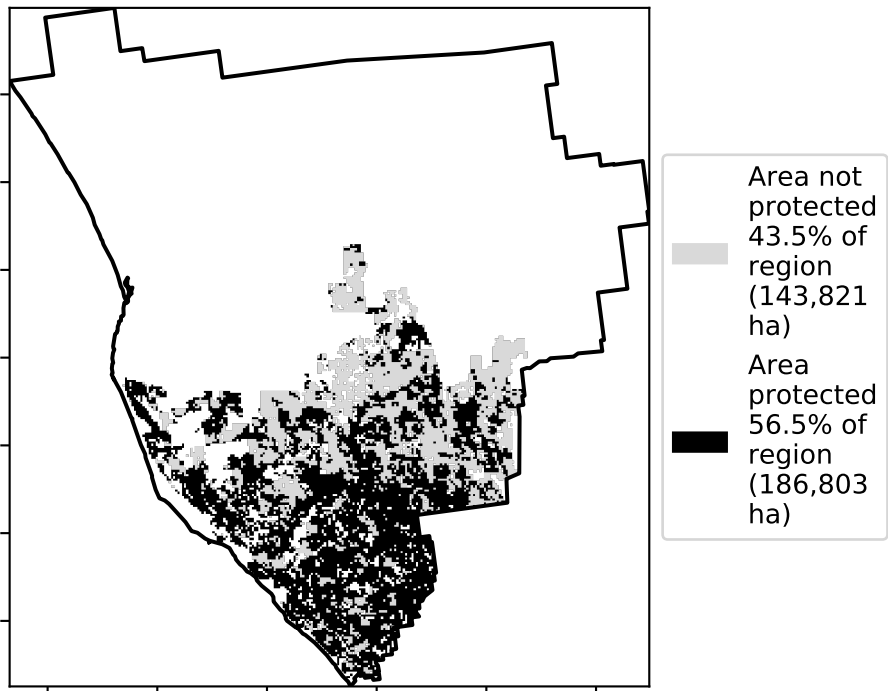 Area not
protected
43.5% of
region
(143,821
ha)
Area
protected
56.5% of
region
(186,803
ha)